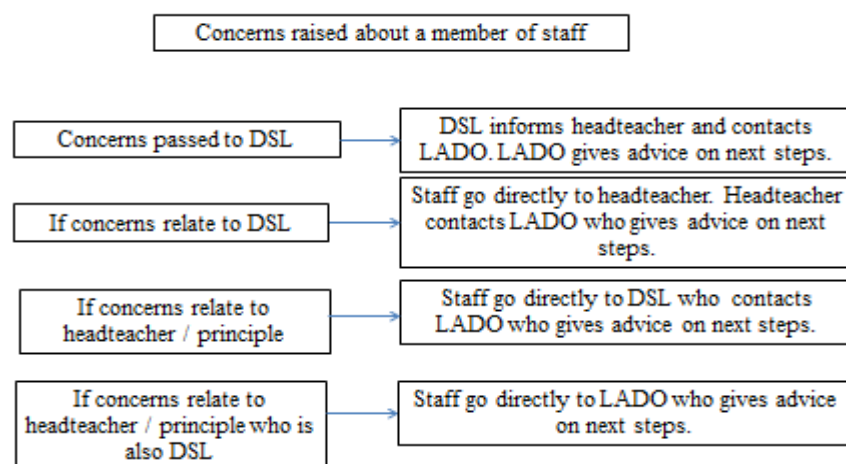 Concerns raised about a member of staff
Concerns passed to DSL
DSL informs headteacher and contacts
LADO. LADO gives advice on next steps.
If concerns relate to DSL
Staff go directly to headteacher. Headteacher
contacts LADO who gives advice on next
steps.
If concerns relate to
headteacher / principle
Staff go directly to DSL who contacts
LADO who gives advice on next steps.
If concerns relate to
headteacher / principle who is
also DSL
Staff go directly to LADO who gives advice
on next steps.